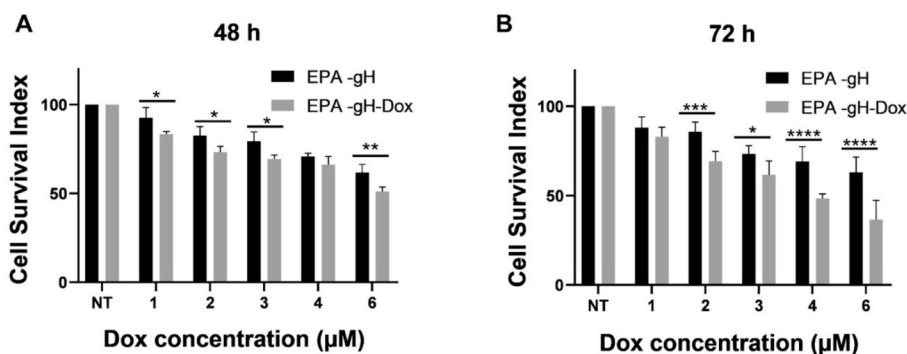 A
48 h
EPA -gH
EPA -gH-Dox
Cell Survival Index
100
50
0
* * * **
NT 1 2 3 4 6
Dox concentration (µM)
B
72 h
EPA -gH
EPA -gH-Dox
Cell Survival Index
100
50
0
*** * **** ****
NT 1 2 3 4 6
Dox concentration (µM)